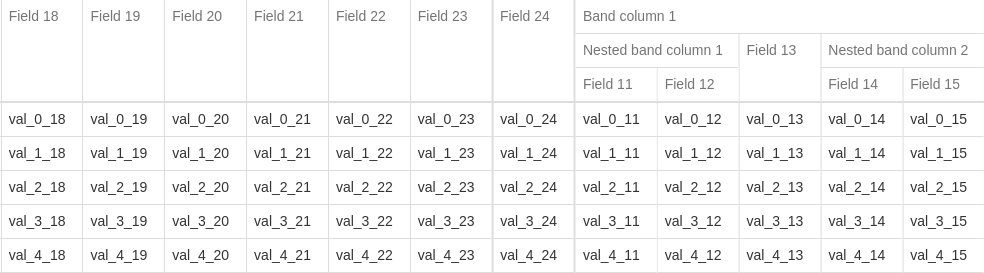 Field 18 Field 19 Field 20 Field 21 Field 22 Field 23 Field 24 Band column 1
Nested band column 1 Field 13 Nested band column 2
Field 11 Field 12 Field 14 Field 15
val_0_18 val_0_19 val_0_20 val_0_21 val_0_22 val_0_23 val_0_24 val_0_11 val_0_12 val_0_13 val_0_14 val_0_15
val_1_18 val_1_19 val_1_20 val_1_21 val_1_22 val_1_23 val_1_24 val_1_11 val_1_12 val_1_13 val_1_14 val_1_15
val_2_18 val_2_19 val_2_20 val_2_21 val_2_22 val_2_23 val_2_24 val_2_11 val_2_12 val_2_13 val_2_14 val_2_15
val_3_18 val_3_19 val_3_20 val_3_21 val_3_22 val_3_23 val_3_24 val_3_11 val_3_12 val_3_13 val_3_14 val_3_15
val_4_18 val_4_19 val_4_20 val_4_21 val_4_22 val_4_23 val_4_24 val_4_11 val_4_12 val_4_13 val_4_14 val_4_15